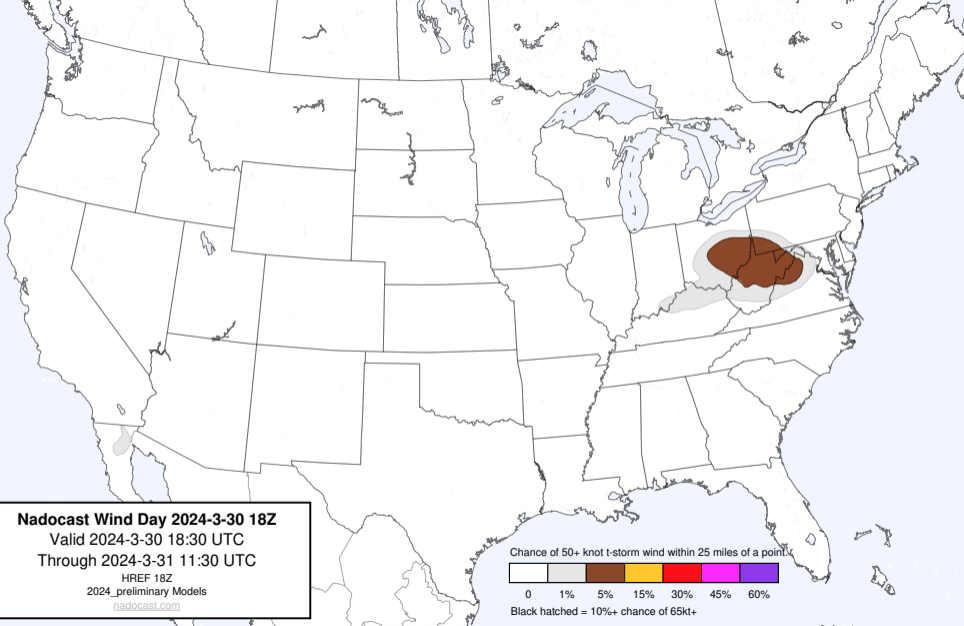 Nadocast Wind Day 2024-3-30 18Z
Valid 2024-3-30 18:30 UTC
Through 2024-3-31 11:30 UTC
HREF 18Z
2024_preliminary Models
nadocast.com
Chance of 50+ knot t-storm wind within 25 miles of a point.
0 1% 5% 15% 30% 45% 60%
Black hatched = 10%+ chance of 65kt+